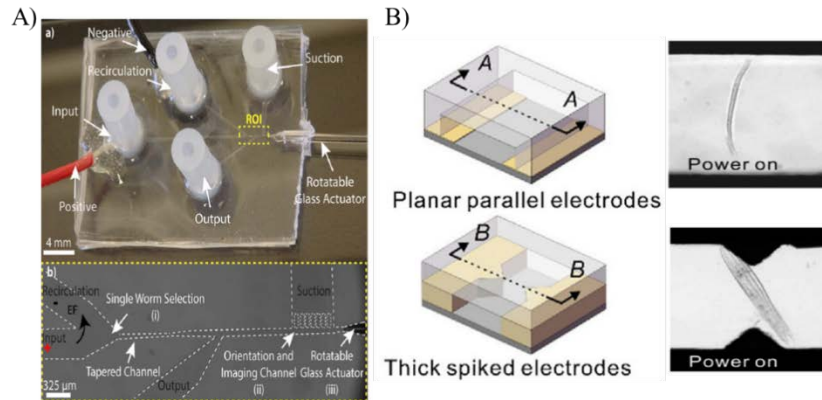 A)
B)
a)
Negative
Recirculation
Suction
Input
ROI
Positive
Output
Rotatable
Glass Actuator
4 mm
b)
Recirculation
EF
Input
Single Worm Selection
(i)
Tapered Channel
Output
Suction
Orientation and
Imaging Channel
(ii)
Rotatable
Glass Actuator
(iii)
325 µm
A
A
Planar parallel electrodes
B
B
Thick spiked electrodes
Power on
Power on